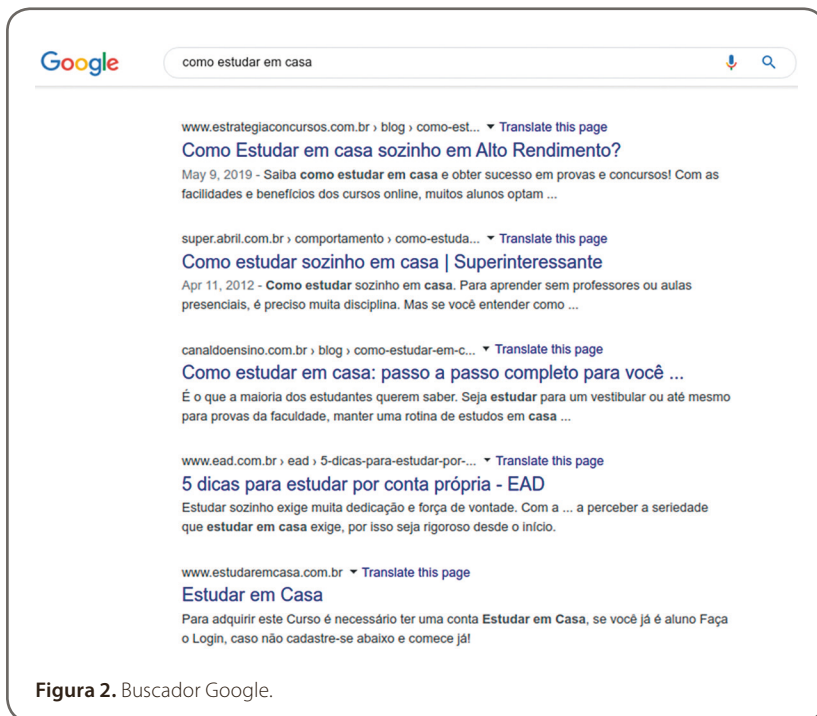 Google como estudar em casa
www.estrategiaconcursos.com.br › blog › como-est... ▼ Translate this page
Como Estudar em casa sozinho em Alto Rendimento?
May 9, 2019 - Saiba como estudar em casa e obter sucesso em provas e concursos! Com as
facilidades e benefícios dos cursos online, muitos alunos optam ...
super.abril.com.br › comportamento › como-estuda... ▼ Translate this page
Como estudar sozinho em casa | Superinteressante
Apr 11, 2012 - Como estudar sozinho em casa. Para aprender sem professores ou aulas
presenciais, é preciso muita disciplina. Mas se você entender como ...
canaldoensino.com.br › blog › como-estudar-em-c... ▼ Translate this page
Como estudar em casa: passo a passo completo para você ...
É o que a maioria dos estudantes querem saber. Seja estudar para um vestibular ou até mesmo
para provas da faculdade, manter uma rotina de estudos em casa ...
www.ead.com.br › ead › 5-dicas-para-estudar-por-... ▼ Translate this page
5 dicas para estudar por conta própria - EAD
Estudar sozinho exige muita dedicação e força de vontade. Com a ... a perceber a seriedade
que estudar em casa exige, por isso seja rigoroso desde o início.
www.estudaremcasa.com.br ▼ Translate this page
Estudar em Casa
Para adquirir este Curso é necessário ter uma conta Estudar em Casa, se você já é aluno Faça
o Login, caso não cadastre-se abaixo e comece já!
Figura 2. Buscador Google.